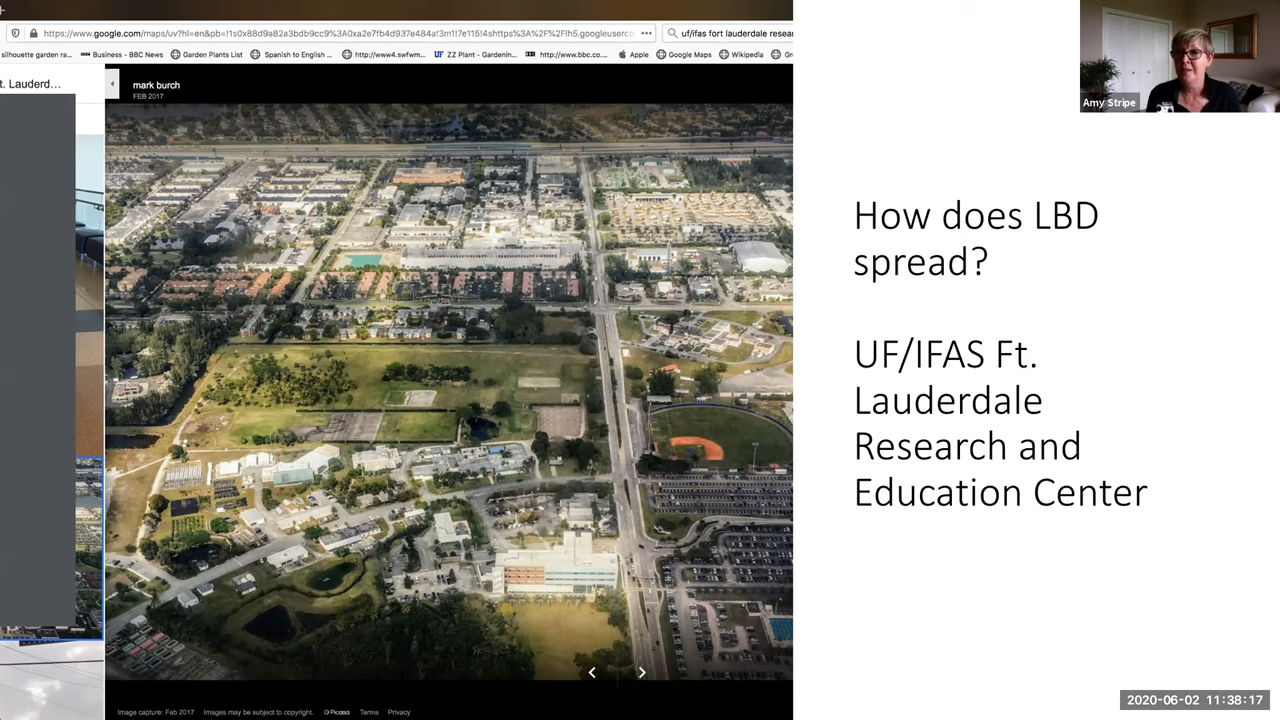 https://www.google.com/maps/uv?hl=en&pb=!1s0x88d9a82a3bdb9cc9%3A0xa2e7fb4d937e484a!3m1!7e115!4shttps%3A%2F%2Flh5.googleuserco
uf/ifas fort lauderdale resear
silhouette garden ra...
Business - BBC News
Garden Plants List
Spanish to English ...
http://www4.swfwm...
ZZ Plant - Gardenin...
http://www.bbc.co....
Apple
Google Maps
Wikipedia
t. Lauderd...
mark burch
FEB 2017
Amy Stripe
How does LBD
spread?
UF/IFAS Ft.
Lauderdale
Research and
Education Center
Image capture: Feb 2017 Images may be subject to copyright. Picasa Terms Privacy
2020-06-02 11:38:17